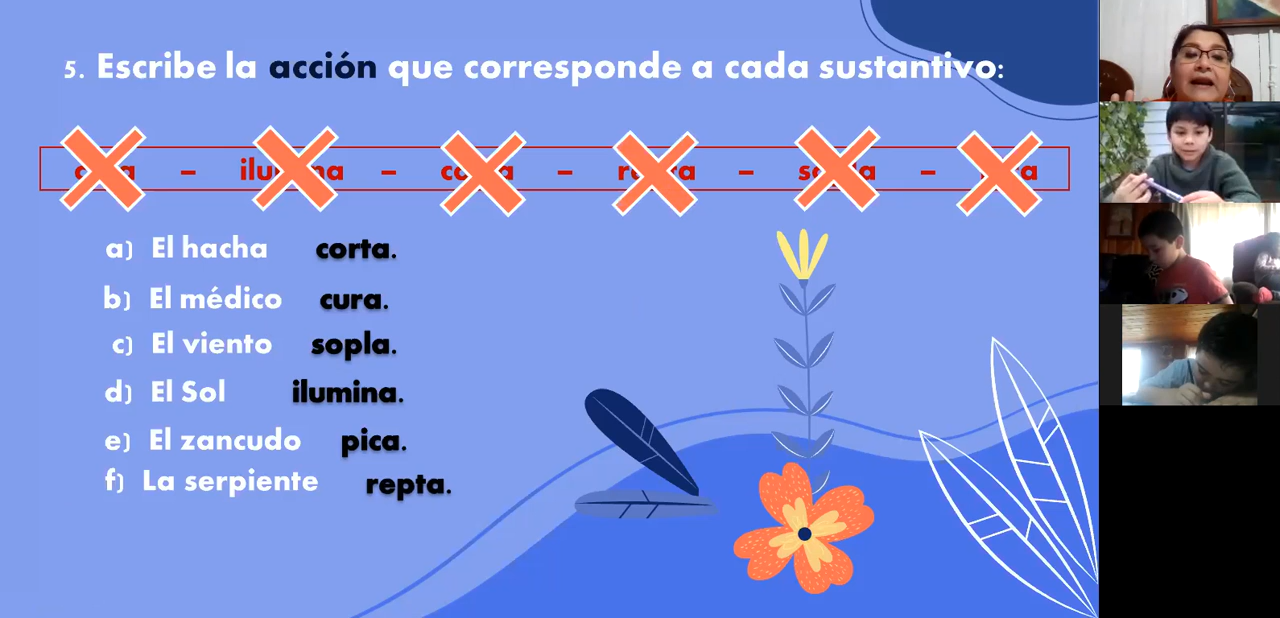 5. Escribe la acción que corresponde a cada sustantivo:
– – – – –
a) El hacha corta.
b) El médico cura.
c) El viento sopla.
d) El Sol ilumina.
e) El zancudo pica.
f) La serpiente repta.